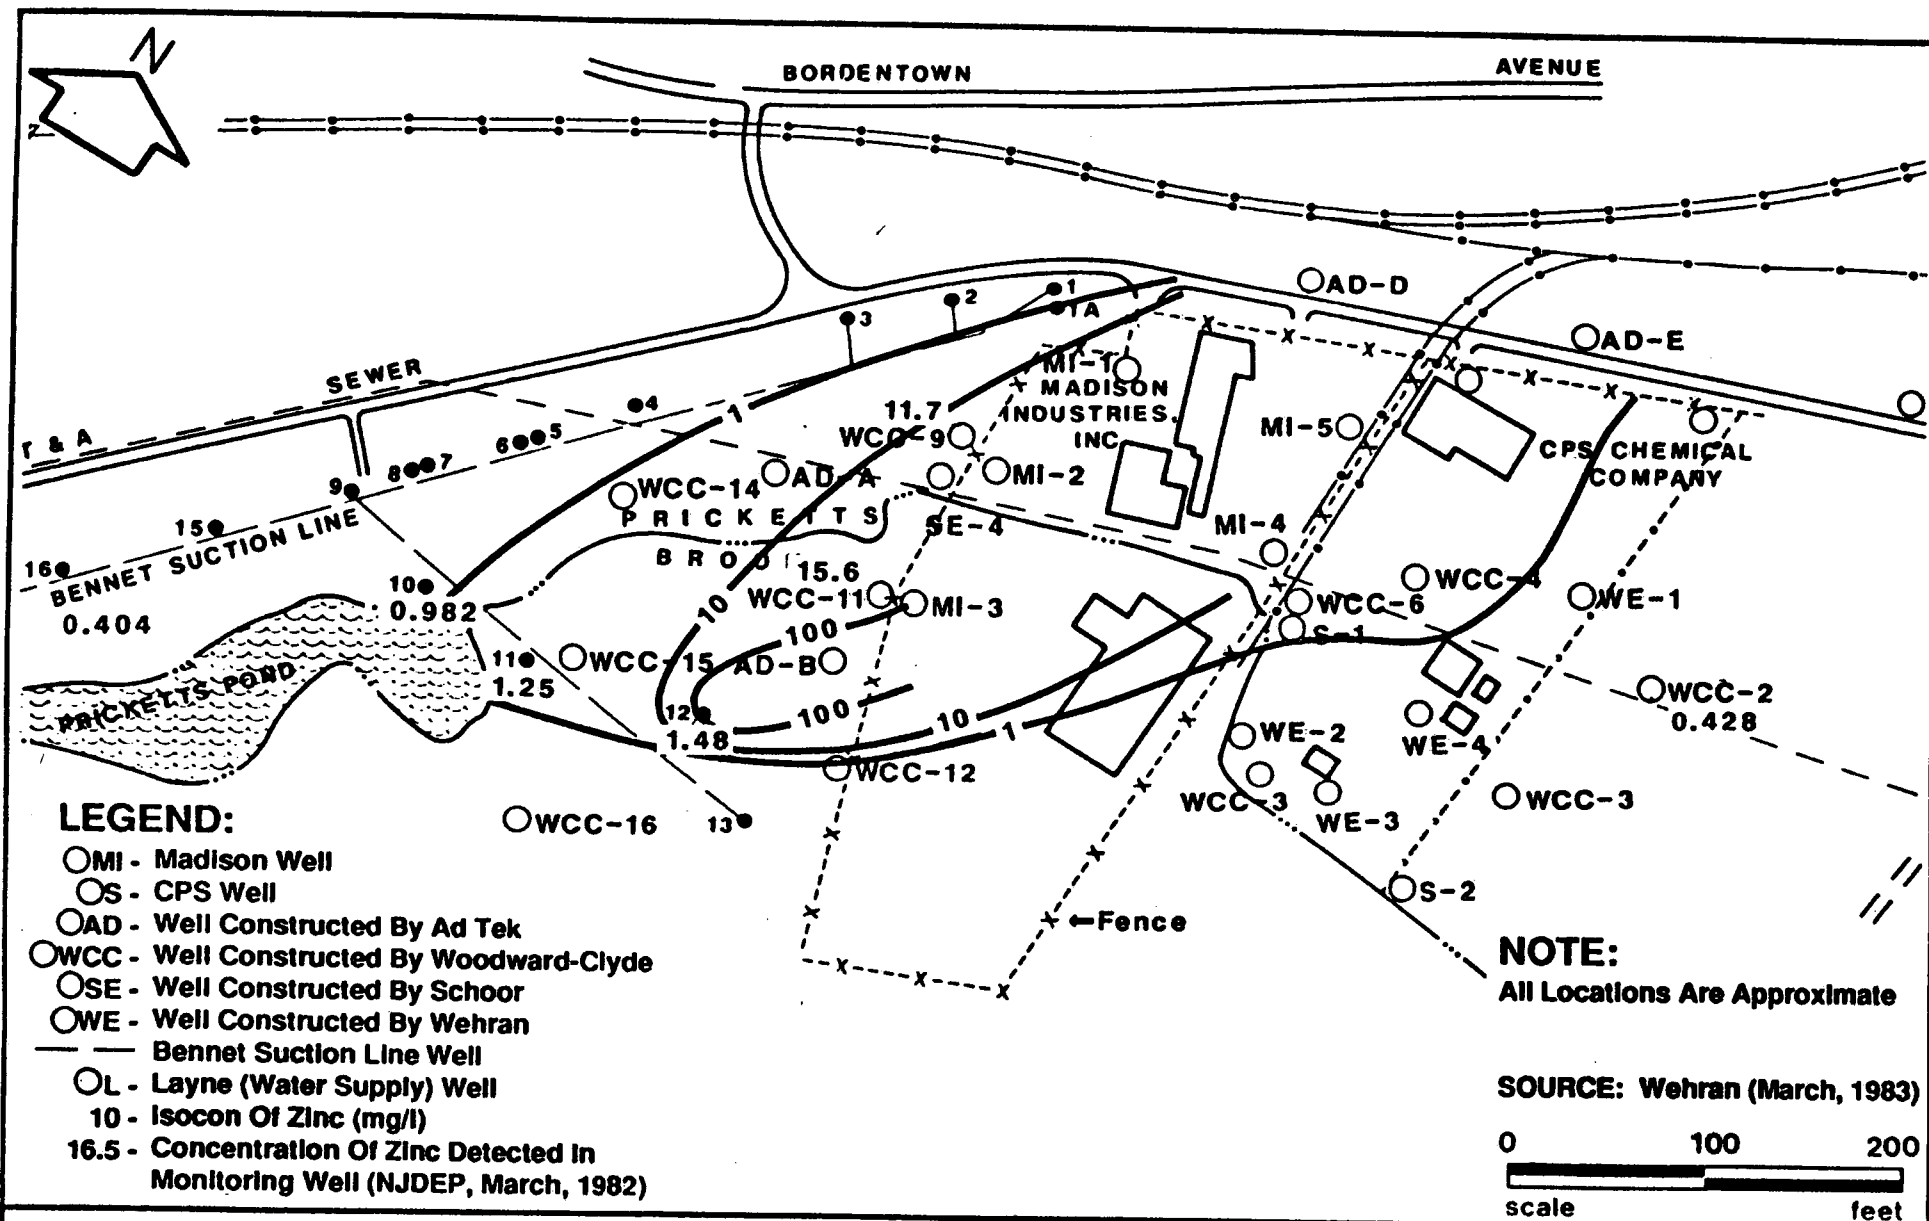 N
BORDENTOWN AVENUE
AD-D
1
2
1A
3
AD-E
SEWER
MI-1
MADISON
INDUSTRIES,
INC
4
1
11.7
WCC-9
MI-5
T & A
6 5
8 7
AD-A
MI-2
CPS CHEMICAL
COMPANY
9
WCC-14
PRICKETTS
SE-4
MI-4
15
BENNET SUCTION LINE
BROO
16
0.404
10
0.982
15.6
WCC-11
MI-3
10
100
WCC-4
WCC-6
WE-1
S-1
11
1.25
WCC-15
AD-B
PRICKETTS POND
12
1.48
100
10
1
WCC-2
0.428
WE-2
WE-4
WCC-12
WCC-3
WE-3
WCC-3
WCC-16
13
S-2
←Fence
LEGEND:
MI - Madison Well
S - CPS Well
AD - Well Constructed By Ad Tek
WCC - Well Constructed By Woodward-Clyde
SE - Well Constructed By Schoor
WE - Well Constructed By Wehran
Bennet Suction Line Well
L - Layne (Water Supply) Well
10 - Isocon Of Zinc (mg/l)
16.5 - Concentration Of Zinc Detected In
Monitoring Well (NJDEP, March, 1982)
NOTE:
All Locations Are Approximate
SOURCE: Wehran (March, 1983)
0 100 200
scale feet